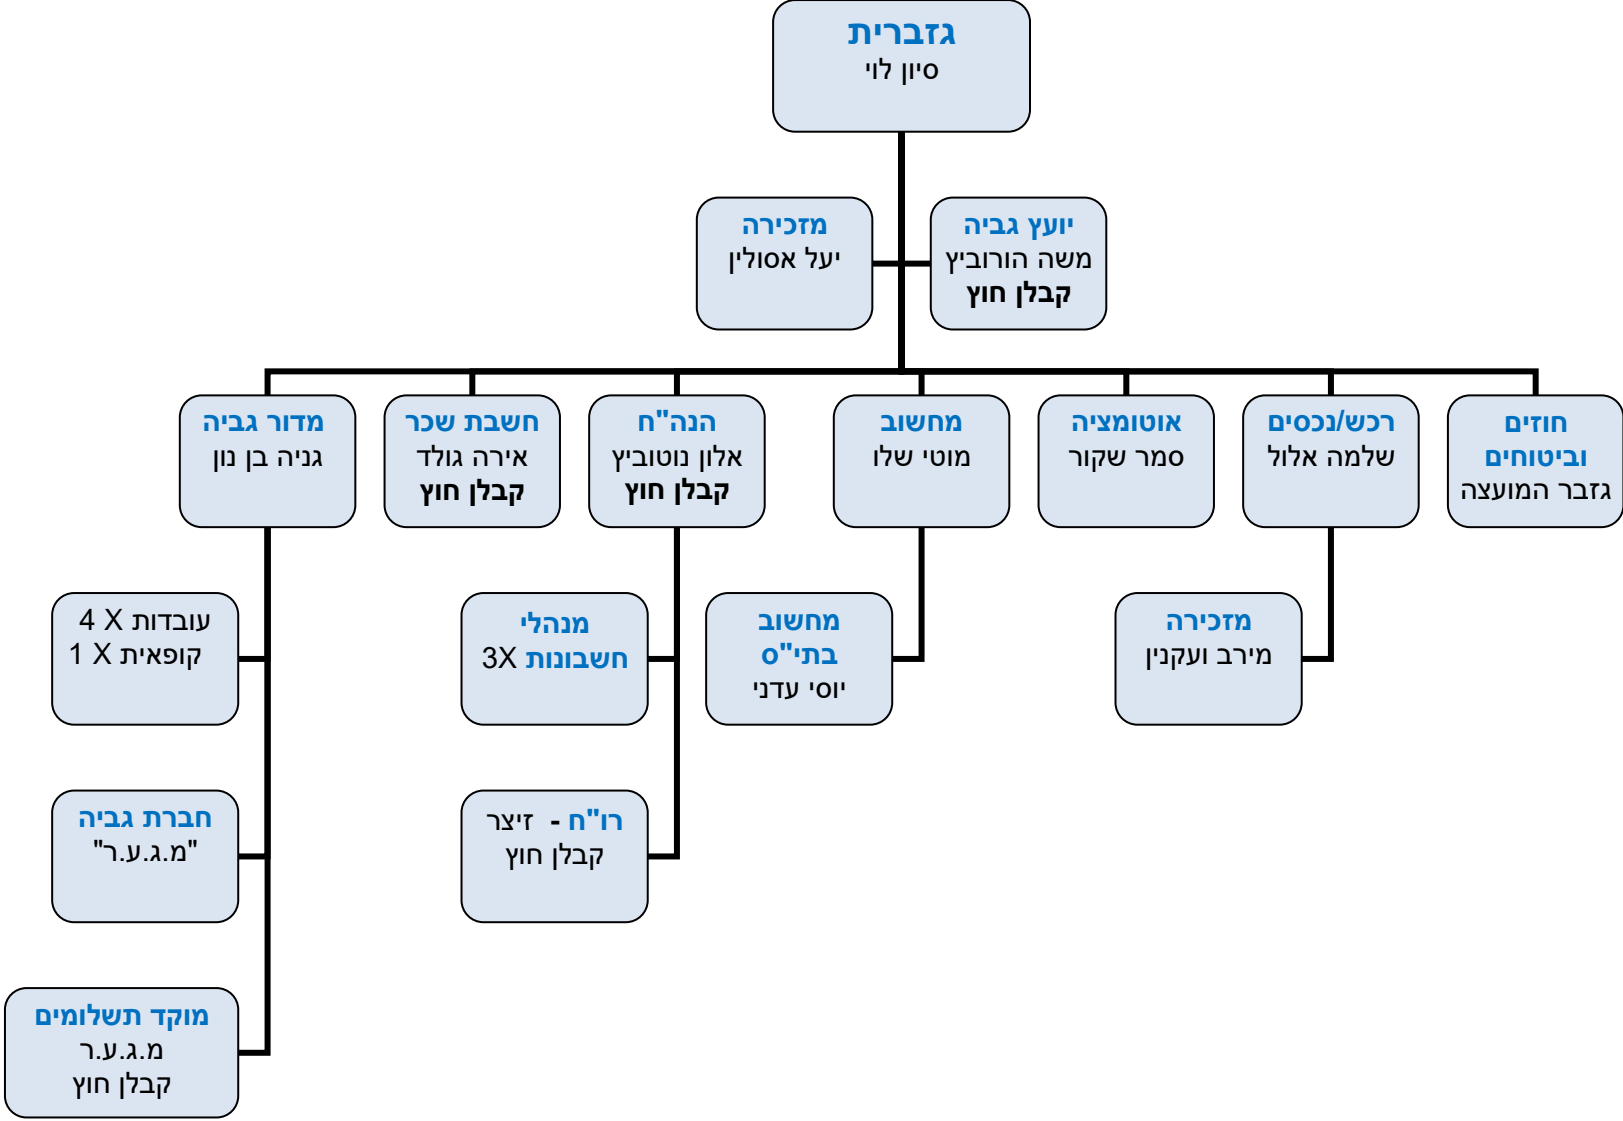 גזברית
סיון לוי
יועץ גביה
משה הורוביץ
קבלן חוץ
מזכירה
יעל אסולין
חוזים
וביטוחים
גזבר המועצה
רכש/נכסים
שלמה אלול
אוטומציה
סמר שקור
מחשוב
מוטי שלו
הנה"ח
אלון נוטוביץ
קבלן חוץ
חשבת שכר
אירה גולד
קבלן חוץ
מדור גביה
גניה בן נון
מזכירה
מירב ועקנין
מחשוב
בתי"ס
יוסי עדני
מנהלי
חשבונות 3X
עובדות X 4
קופאית X 1
רו"ח - זיצר
קבלן חוץ
חברת גביה
"מ.ג.ע.ר"
מוקד תשלומים
מ.ג.ע.ר
קבלן חוץ